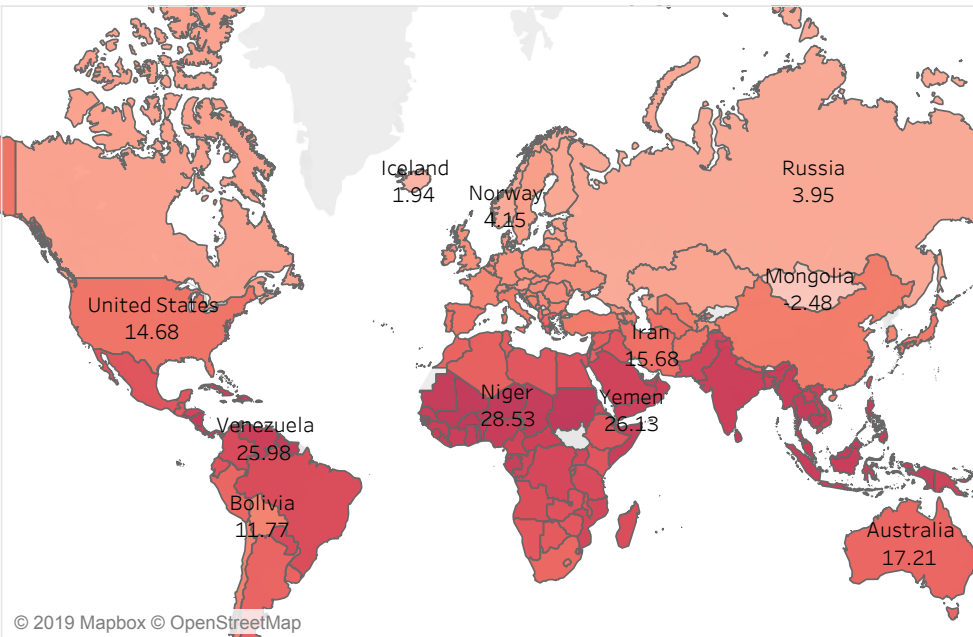 Iceland
1.94
Norway
4.15
Russia
3.95
Mongolia
-2.48
United States
14.68
Iran
15.68
Niger
28.53
Yemen
26.13
Venezuela
25.98
Bolivia
11.77
Australia
17.21
© 2019 Mapbox © OpenStreetMap